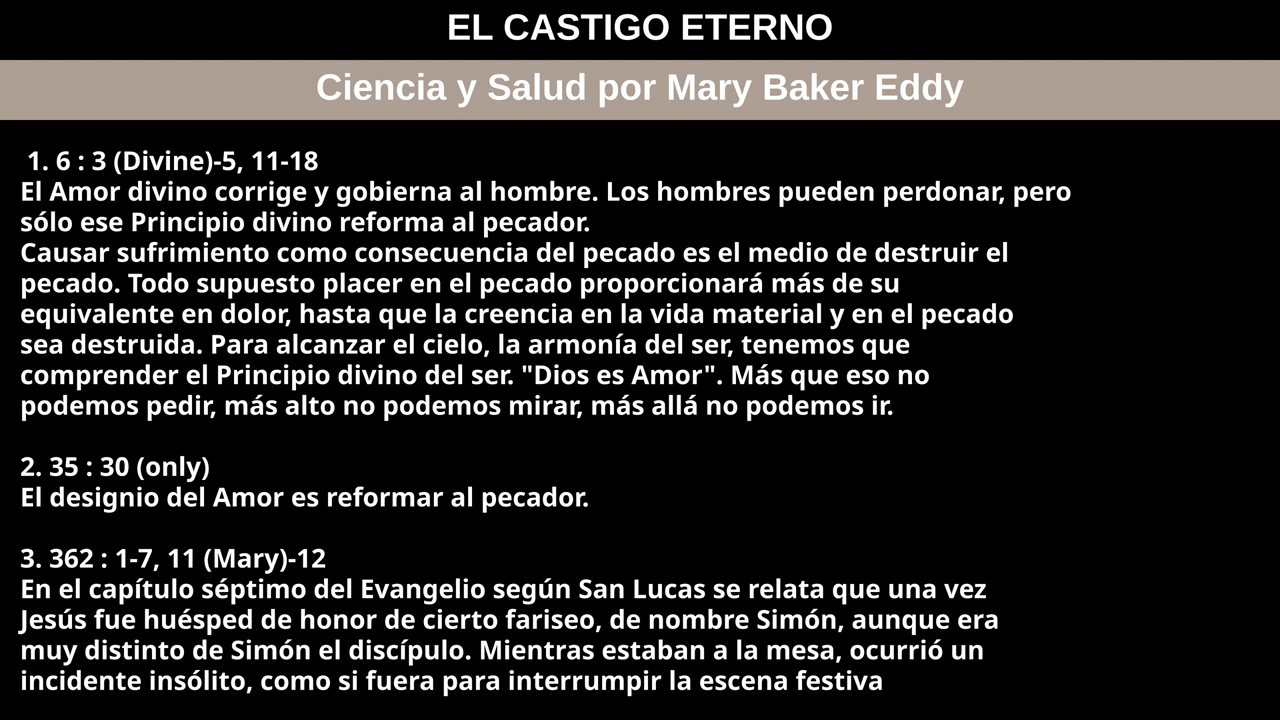 EL CASTIGO ETERNO
Ciencia y Salud por Mary Baker Eddy
1. 6 : 3 (Divine)-5, 11-18
El Amor divino corrige y gobierna al hombre. Los hombres pueden perdonar, pero
sólo ese Principio divino reforma al pecador.
Causar sufrimiento como consecuencia del pecado es el medio de destruir el
pecado. Todo supuesto placer en el pecado proporcionará más de su
equivalente en dolor, hasta que la creencia en la vida material y en el pecado
sea destruida. Para alcanzar el cielo, la armonía del ser, tenemos que
comprender el Principio divino del ser. "Dios es Amor". Más que eso no
podemos pedir, más alto no podemos mirar, más allá no podemos ir.
2. 35 : 30 (only)
El designio del Amor es reformar al pecador.
3. 362 : 1-7, 11 (Mary)-12
En el capítulo séptimo del Evangelio según San Lucas se relata que una vez
Jesús fue huésped de honor de cierto fariseo, de nombre Simón, aunque era
muy distinto de Simón el discípulo. Mientras estaban a la mesa, ocurrió un
incidente insólito, como si fuera para interrumpir la escena festiva